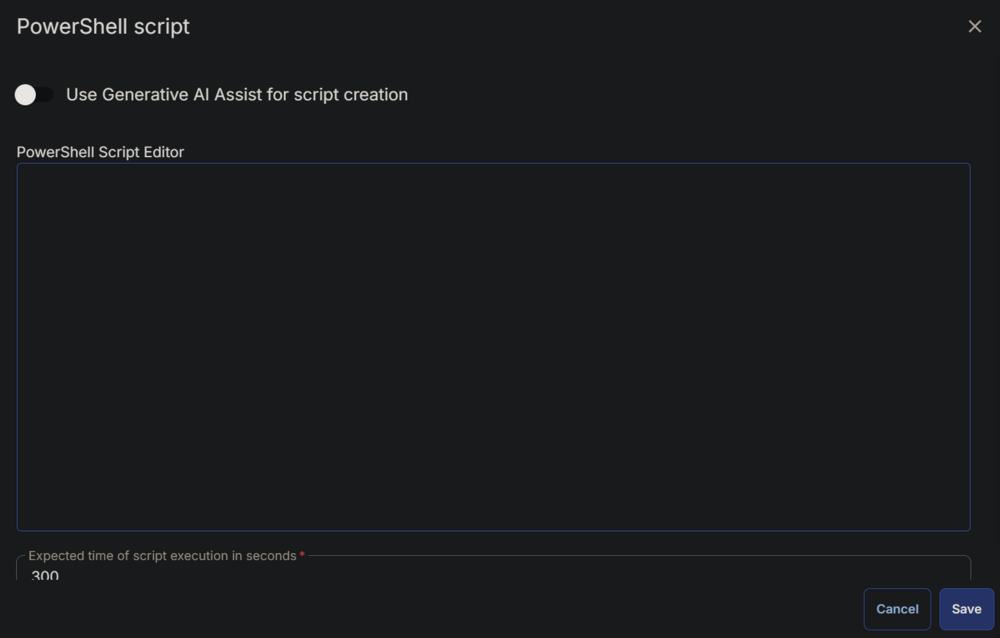 PowerShell script
Use Generative AI Assist for script creation
PowerShell Script Editor
Expected time of script execution in seconds *
300
Cancel
Save